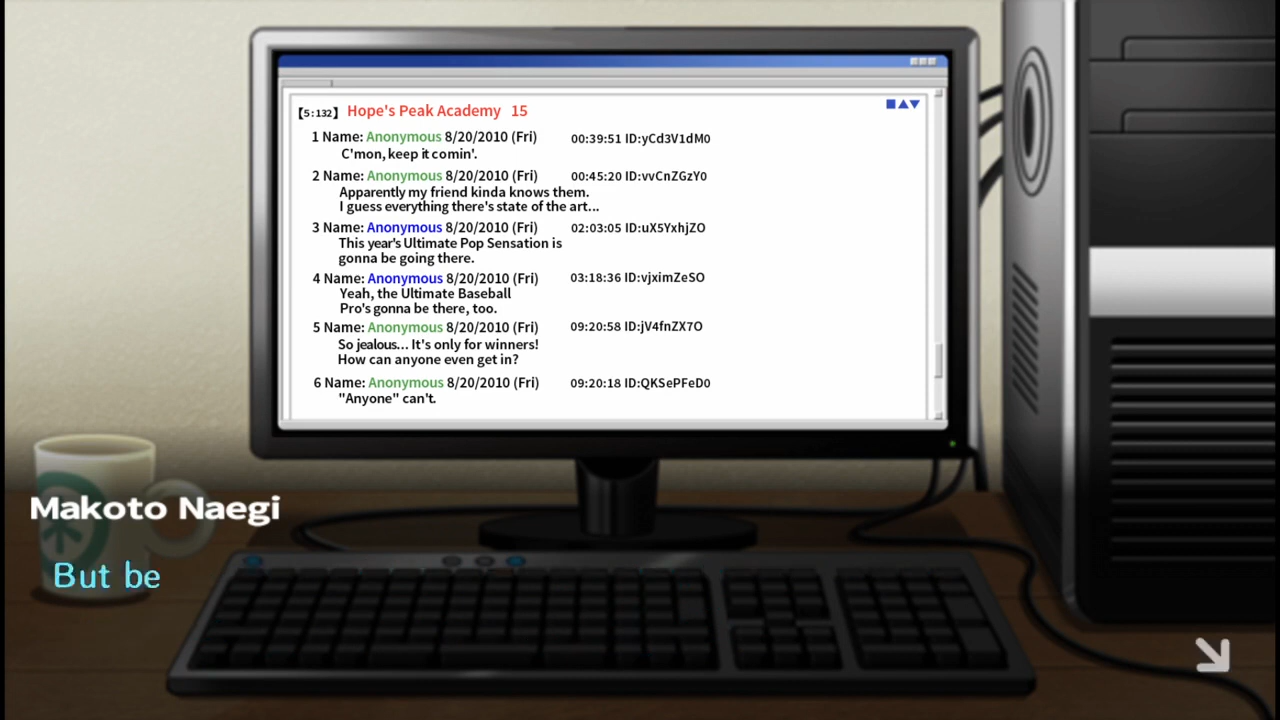 【5:132】 Hope's Peak Academy 15
1 Name: Anonymous 8/20/2010 (Fri) 00:39:51 ID:yCd3V1dM0
C'mon, keep it comin'.
2 Name: Anonymous 8/20/2010 (Fri) 00:45:20 ID:vvCnZGzY0
Apparently my friend kinda knows them.
I guess everything there's state of the art...
3 Name: Anonymous 8/20/2010 (Fri) 02:03:05 ID:uX5YxhjZO
This year's Ultimate Pop Sensation is
gonna be going there.
4 Name: Anonymous 8/20/2010 (Fri) 03:18:36 ID:vjximZeSO
Yeah, the Ultimate Baseball
Pro's gonna be there, too.
5 Name: Anonymous 8/20/2010 (Fri) 09:20:58 ID:jV4fnZX7O
So jealous... It's only for winners!
How can anyone even get in?
6 Name: Anonymous 8/20/2010 (Fri) 09:20:18 ID:QKSePFeD0
"Anyone" can't.
Makoto Naegi
But be